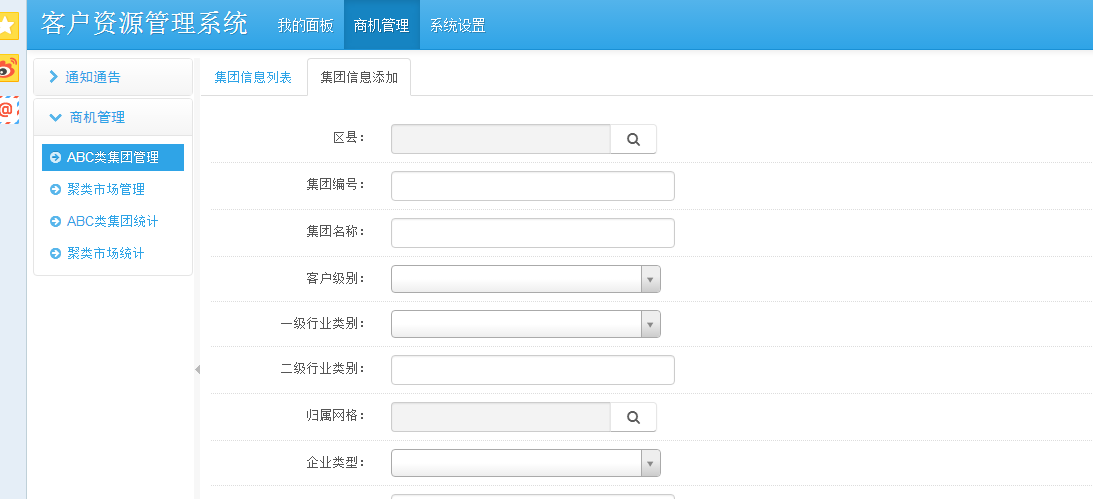 客户资源管理系统 我的面板 商机管理 系统设置
通知通告
商机管理
ABC类集团管理
聚类市场管理
ABC类集团统计
聚类市场统计
集团信息列表 集团信息添加
区县：
集团编号：
集团名称：
客户级别：
一级行业类别：
二级行业类别：
归属网格：
企业类型：